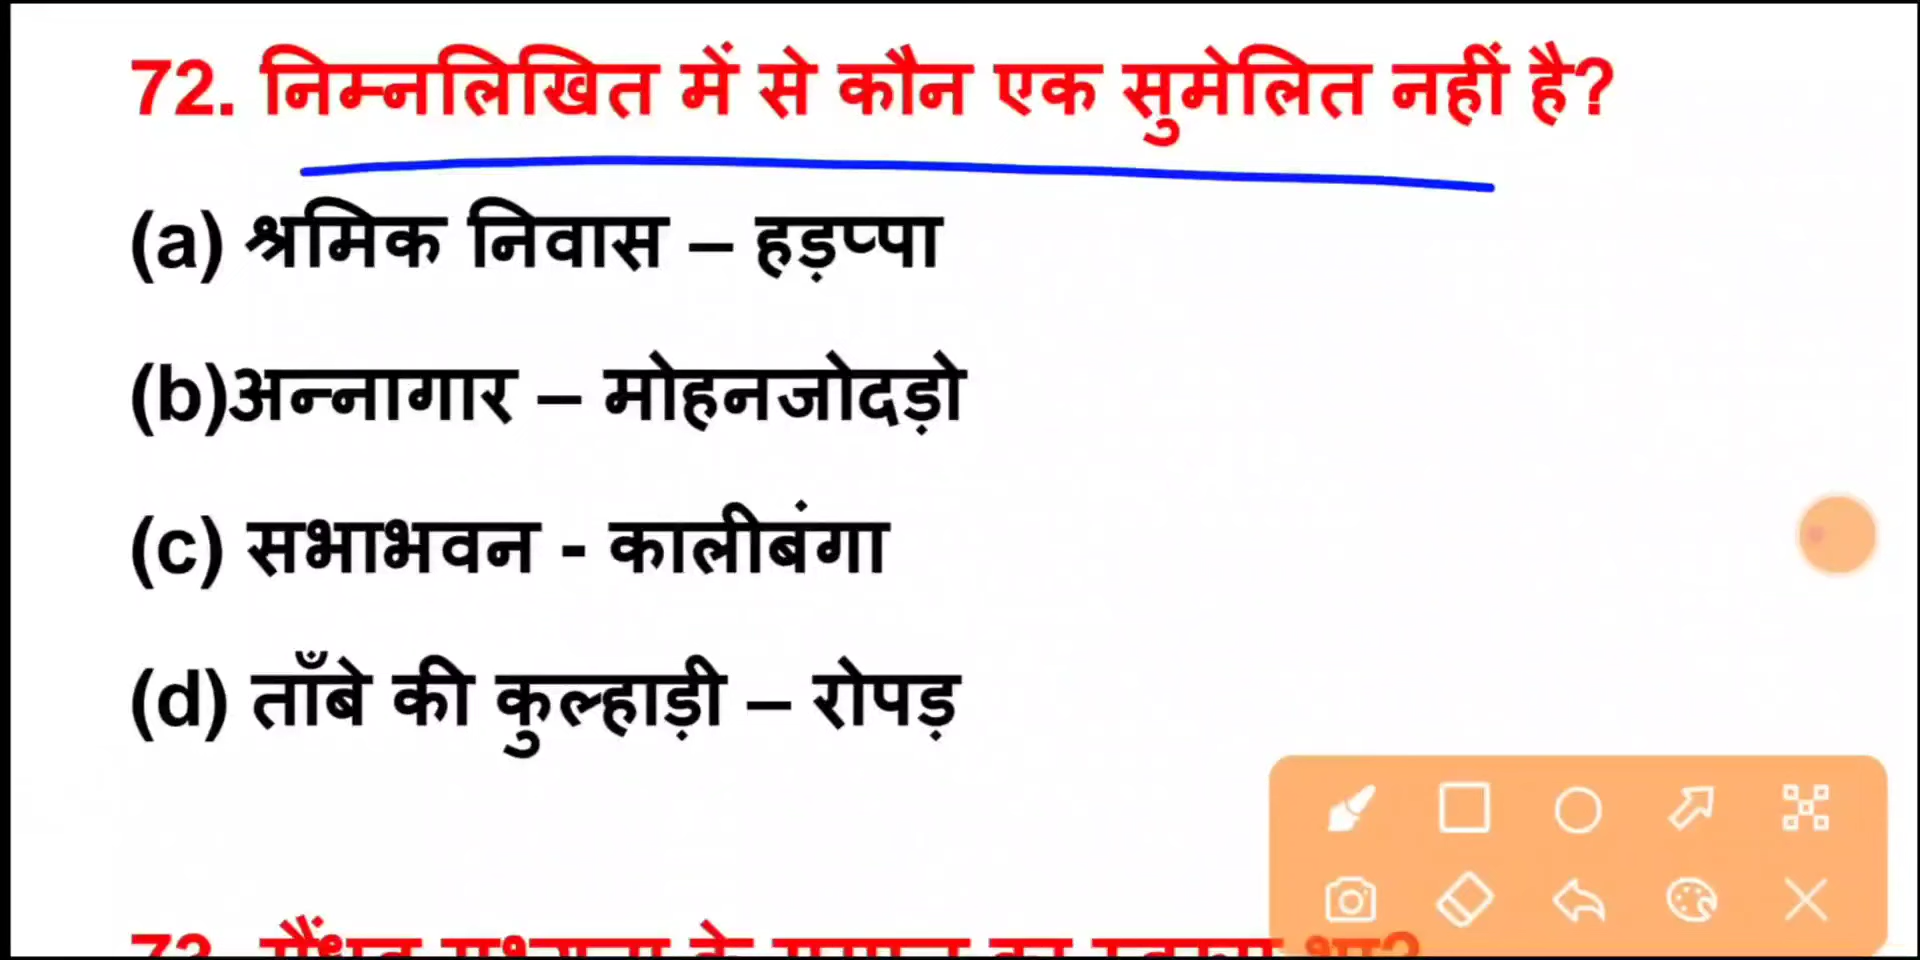 72. निम्नलिखित में से कौन एक सुमेलित नहीं है?
(a) श्रमिक निवास – हड़प्पा
(b)अन्नागार – मोहनजोदड़ो
(c) सभाभवन - कालीबंगा
(d) ताँबे की कुल्हाड़ी – रोपड़